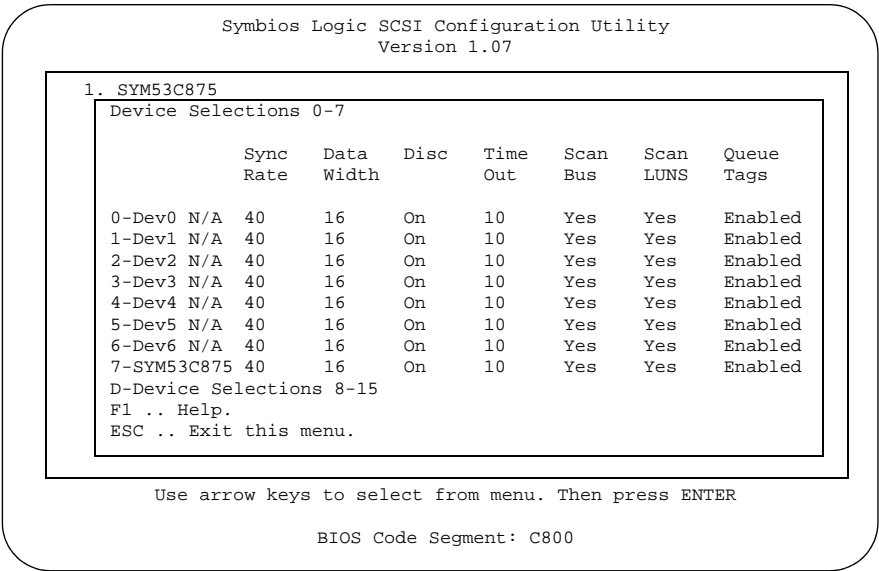 Symbios Logic SCSI Configuration Utility
Version 1.07
1. SYM53C875
Device Selections 0-7
Sync Data Disc Time Scan Scan Queue
Rate Width Out Bus LUNS Tags
0-Dev0 N/A 40 16 On 10 Yes Yes Enabled
1-Dev1 N/A 40 16 On 10 Yes Yes Enabled
2-Dev2 N/A 40 16 On 10 Yes Yes Enabled
3-Dev3 N/A 40 16 On 10 Yes Yes Enabled
4-Dev4 N/A 40 16 On 10 Yes Yes Enabled
5-Dev5 N/A 40 16 On 10 Yes Yes Enabled
6-Dev6 N/A 40 16 On 10 Yes Yes Enabled
7-SYM53C875 40 16 On 10 Yes Yes Enabled
D-Device Selections 8-15
F1 .. Help.
ESC .. Exit this menu.
Use arrow keys to select from menu. Then press ENTER
BIOS Code Segment: C800